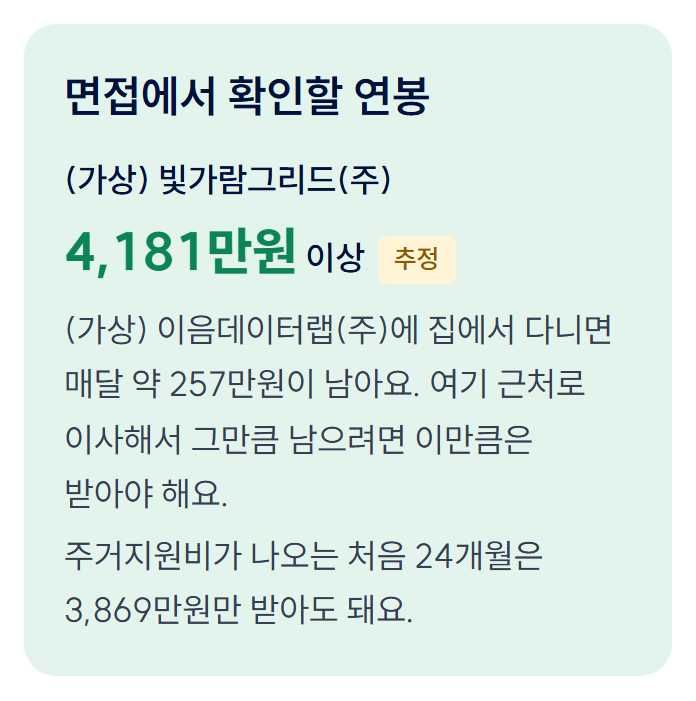 면접에서 확인할 연봉
(가상) 빛가람그리드(주)
4,181만원 이상 추정
(가상) 이음데이터랩(주)에 집에서 다니면
매달 약 257만원이 남아요. 여기 근처로
이사해서 그만큼 남으려면 이만큼은
받아야 해요.
주거지원비가 나오는 처음 24개월은
3,869만원만 받아도 돼요.